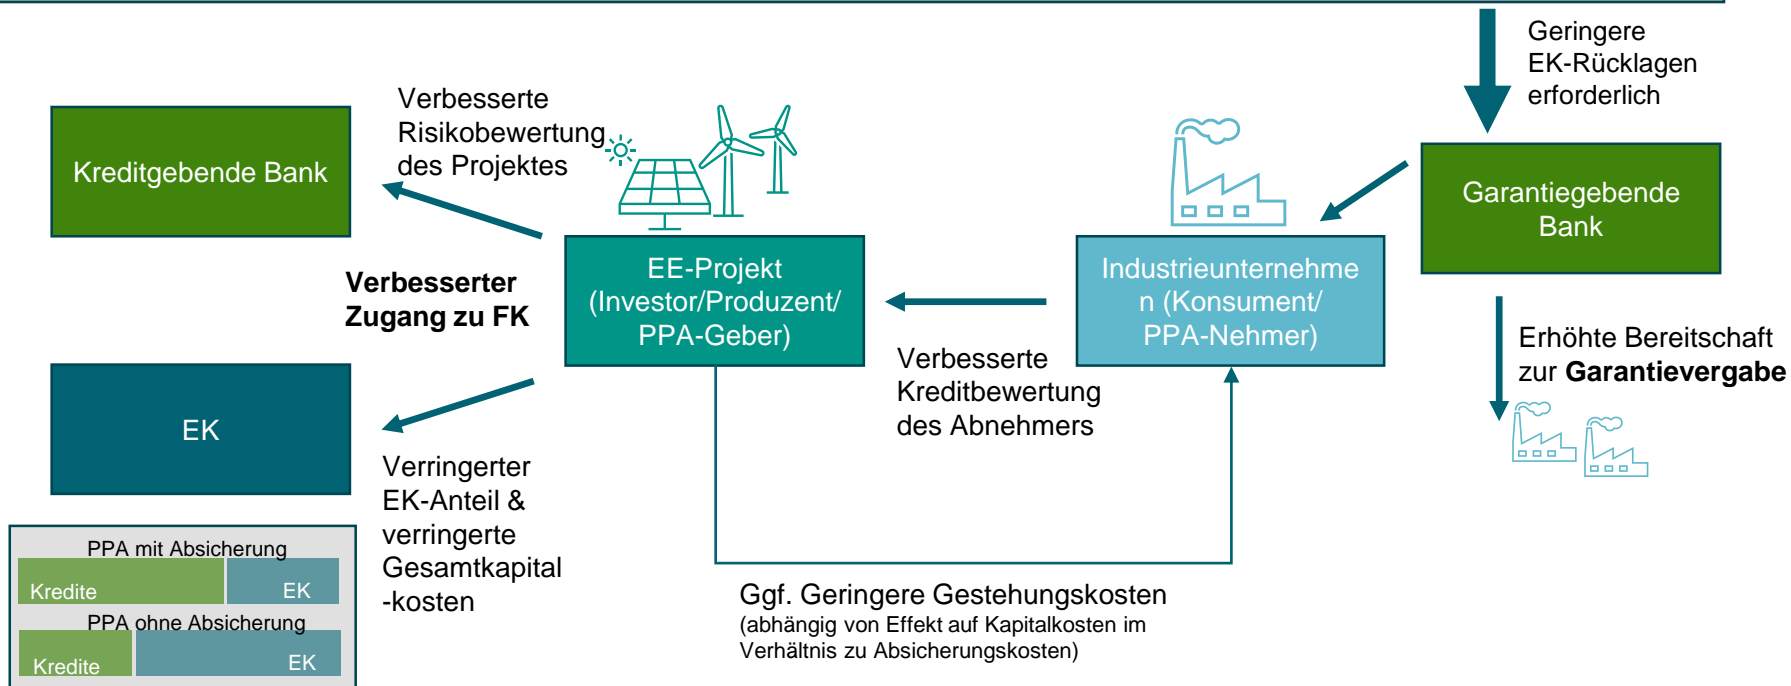 Geringere
EK-Rücklagen
erforderlich
Verbesserte
Risikobewertung
des Projektes
Kreditgebende Bank
Garantiegebende
Bank
EE-Projekt
(Investor/Produzent/
PPA-Geber)
Industrieunternehme
n (Konsument/
PPA-Nehmer)
Verbesserter
Zugang zu FK
Verbesserte
Kreditbewertung
des Abnehmers
Erhöhte Bereitschaft
zur Garantievergabe
EK
Verringerter
EK-Anteil &
verringerte
Gesamtkapital
-kosten
PPA mit Absicherung
Kredite
EK
PPA ohne Absicherung
Kredite
EK
Ggf. Geringere Gestehungskosten
(abhängig von Effekt auf Kapitalkosten im
Verhältnis zu Absicherungskosten)